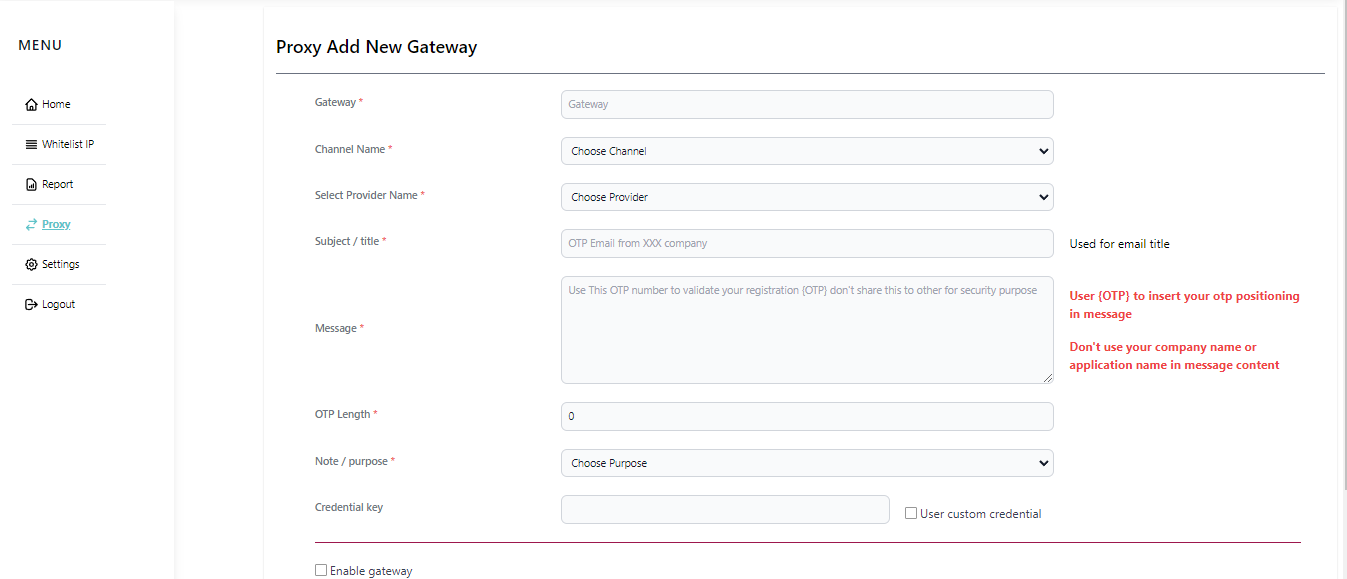 MENU
Home
Whitelist IP
Report
Proxy
Settings
Logout
Proxy Add New Gateway
Gateway *
Gateway
Channel Name *
Choose Channel
Select Provider Name *
Choose Provider
Subject / title *
OTP Email from XXX company
Used for email title
Message *
Use This OTP number to validate your registration {OTP} don't share this to other for security purpose
User {OTP} to insert your otp positioning
in message
Don't use your company name or
application name in message content
OTP Length *
0
Note / purpose *
Choose Purpose
Credential key
User custom credential
Enable gateway